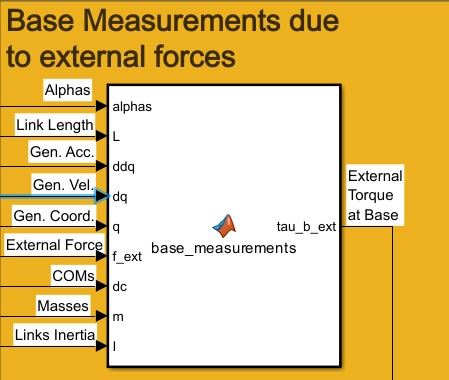 Base Measurements due
to external forces
Alphas
alphas
Link Length
L
Gen. Acc.
ddq
Gen. Vel.
dq
Gen. Coord.
q
External Force
f_ext
COMs
dc
Masses
m
Links Inertia
I
base_measurements
tau_b_ext
External
Torque
at Base